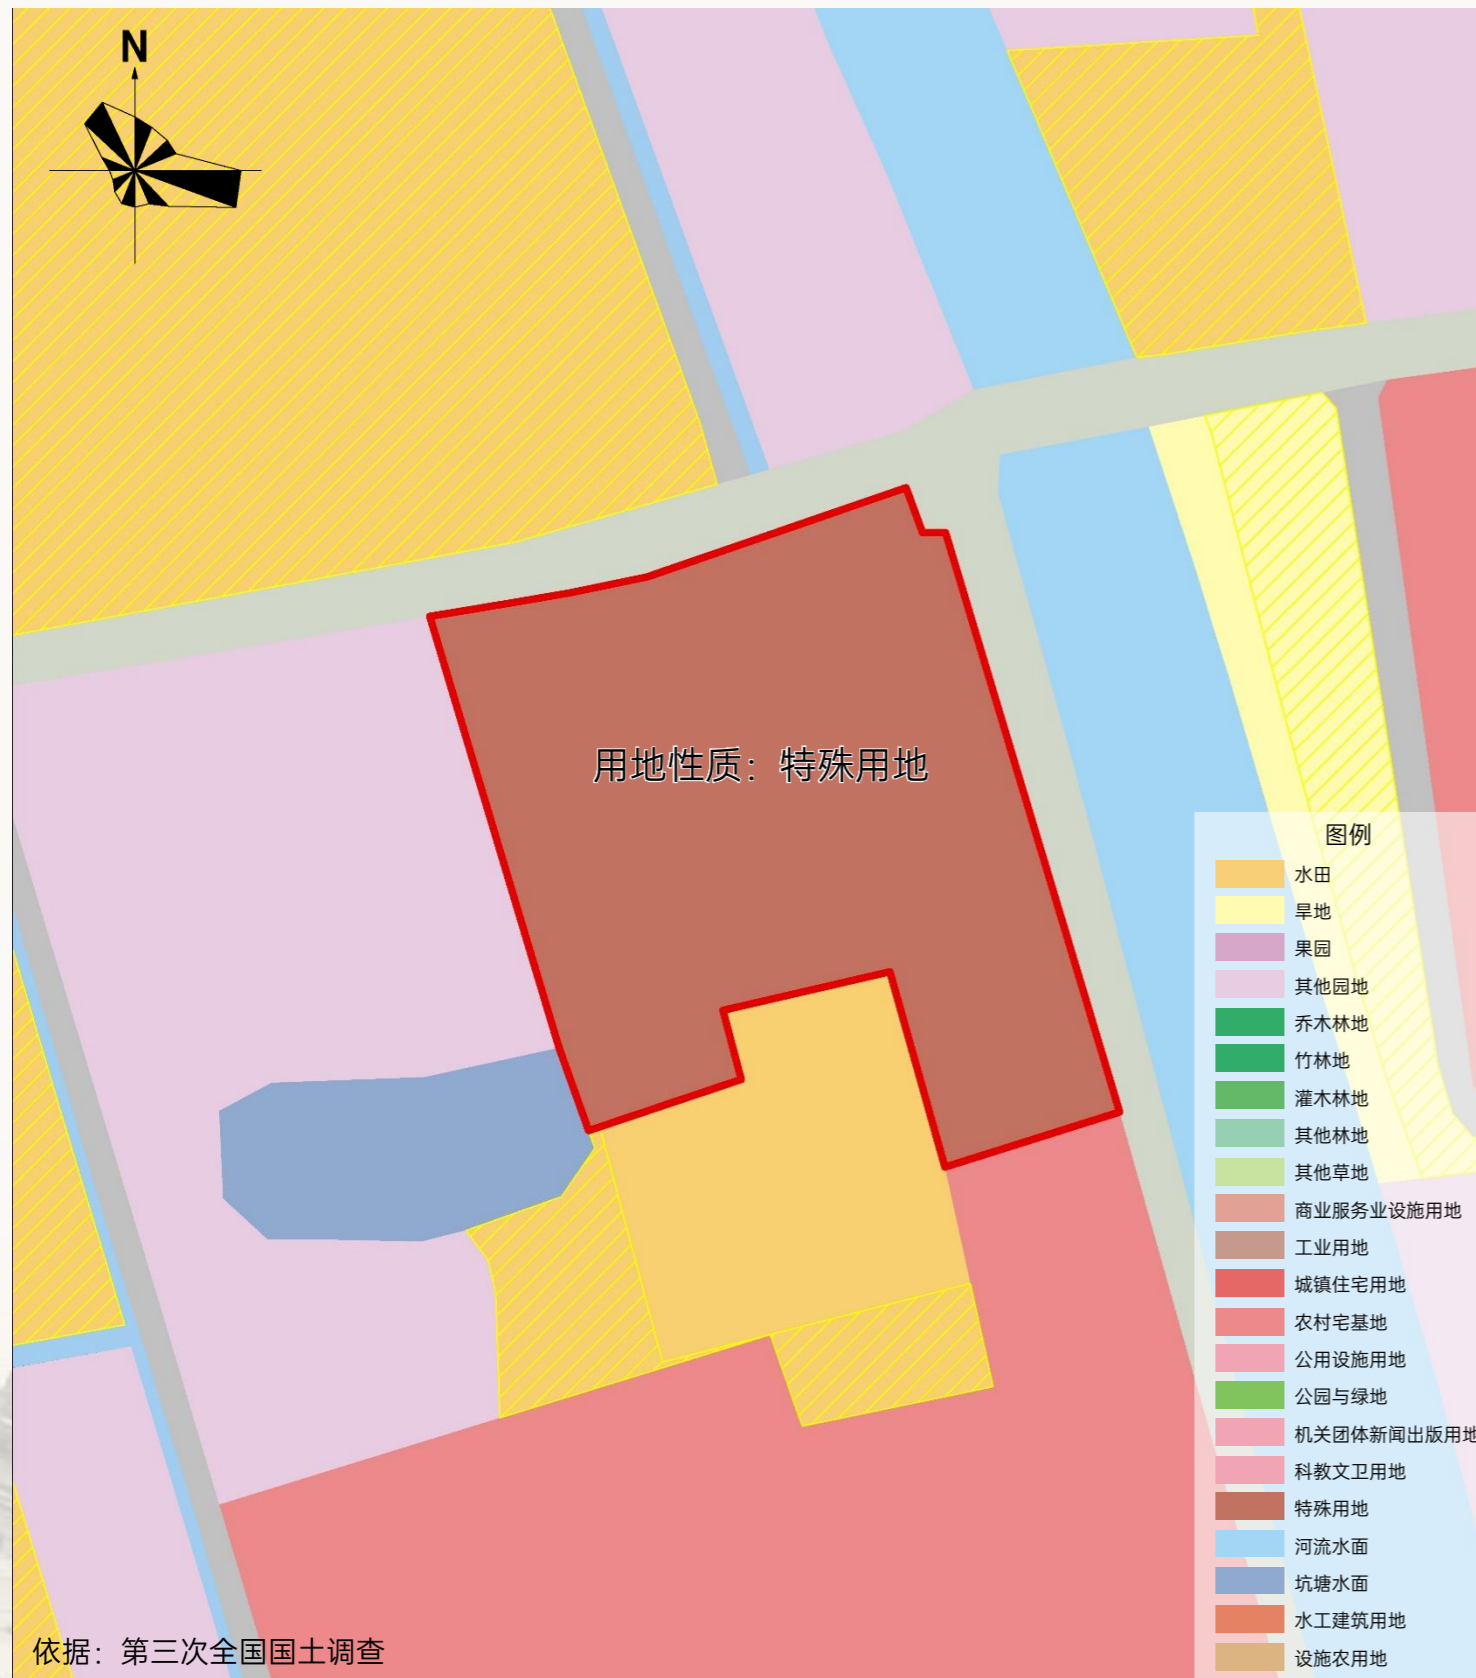 N
用地性质：特殊用地
图例
水田
旱地
果园
其他园地
乔木林地
竹林地
灌木林地
其他林地
其他草地
商业服务业设施用地
工业用地
城镇住宅用地
农村宅基地
公用设施用地
公园与绿地
机关团体新闻出版用地
科教文卫用地
特殊用地
河流水面
坑塘水面
水工建筑用地
设施农用地
依据：第三次全国国土调查